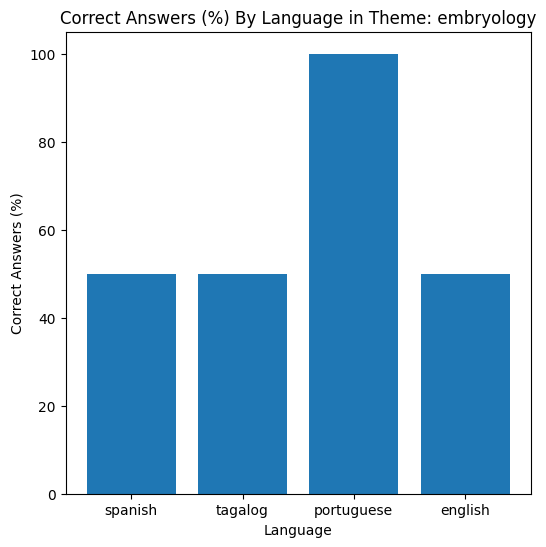 Correct Answers (%) By Language in Theme: embryology
Correct Answers (%)
100
80
60
40
20
0
spanish tagalog portuguese english
Language